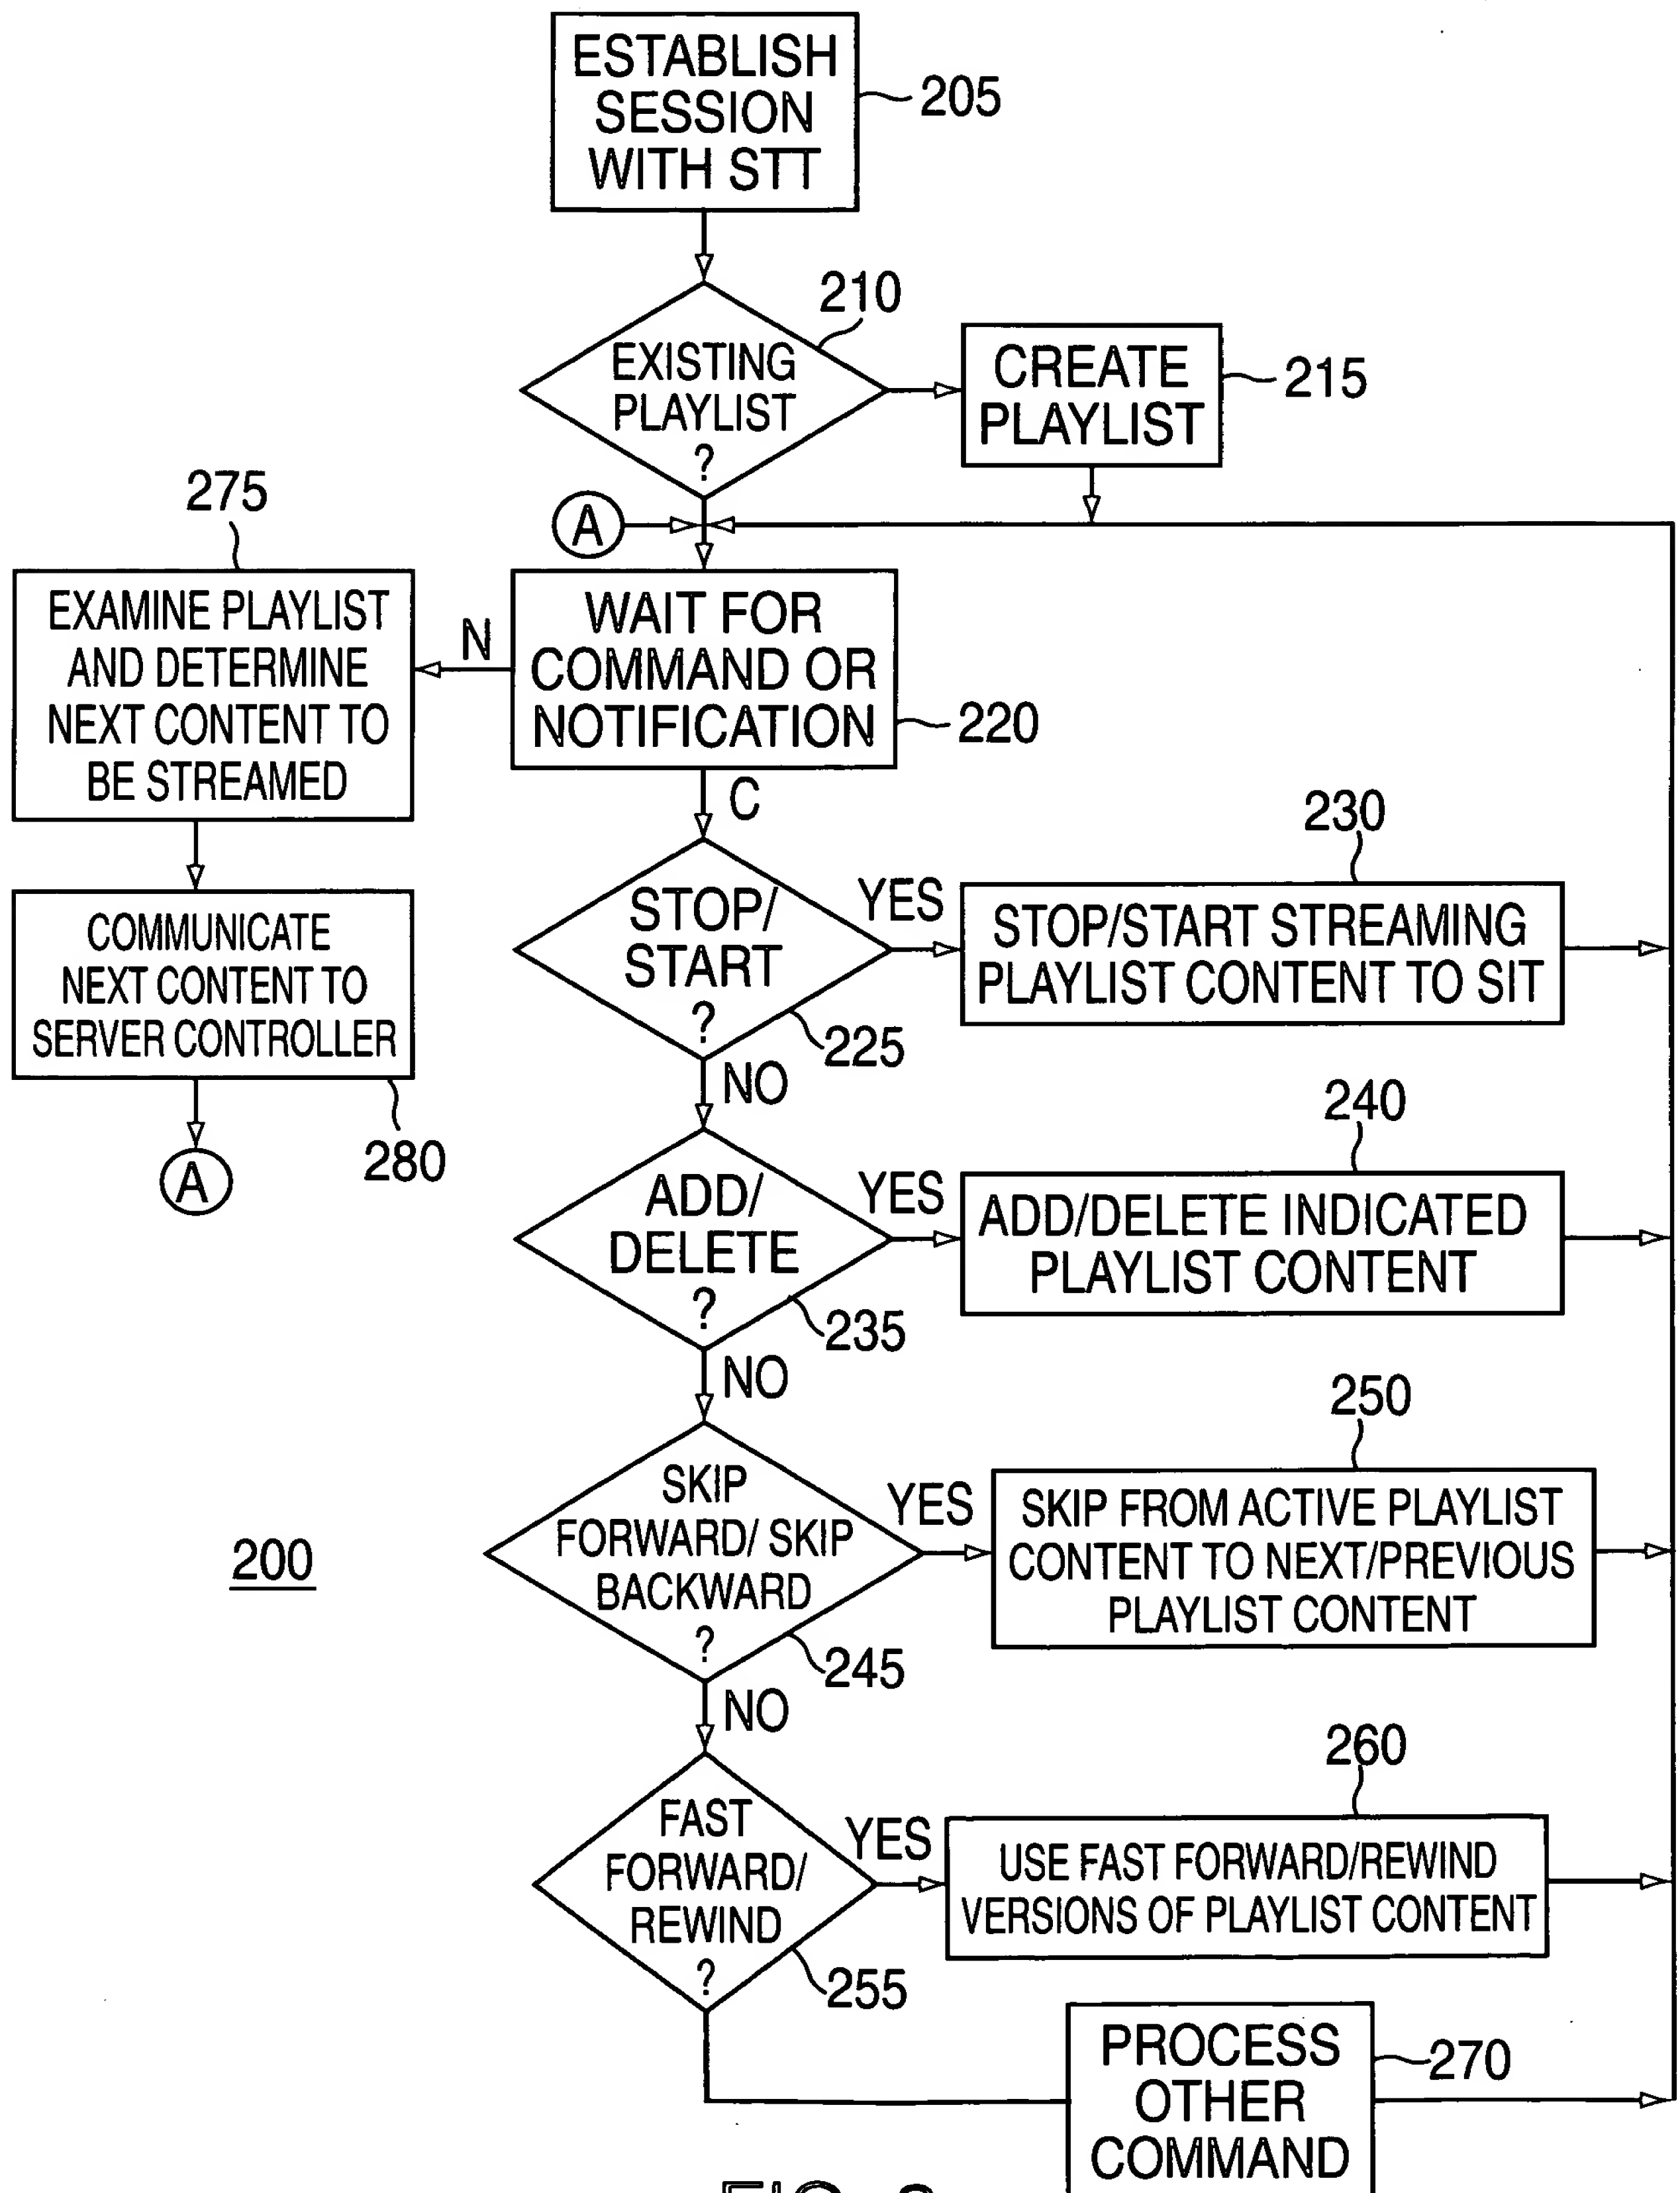 ESTABLISH
SESSION
WITH STT
205
210
EXISTING
PLAYLIST
?
CREATE
PLAYLIST
215
A
275
EXAMINE PLAYLIST
AND DETERMINE
NEXT CONTENT TO
BE STREAMED
N
WAIT FOR
COMMAND OR
NOTIFICATION
220
C
COMMUNICATE
NEXT CONTENT TO
SERVER CONTROLLER
280
A
STOP/
START
?
225
YES
230
STOP/START STREAMING
PLAYLIST CONTENT TO SIT
NO
ADD/
DELETE
?
235
YES
240
ADD/DELETE INDICATED
PLAYLIST CONTENT
NO
SKIP
FORWARD/ SKIP
BACKWARD
?
245
YES
250
SKIP FROM ACTIVE PLAYLIST
CONTENT TO NEXT/PREVIOUS
PLAYLIST CONTENT
200
NO
FAST
FORWARD/
REWIND
?
255
YES
260
USE FAST FORWARD/REWIND
VERSIONS OF PLAYLIST CONTENT
PROCESS
OTHER
COMMAND
270